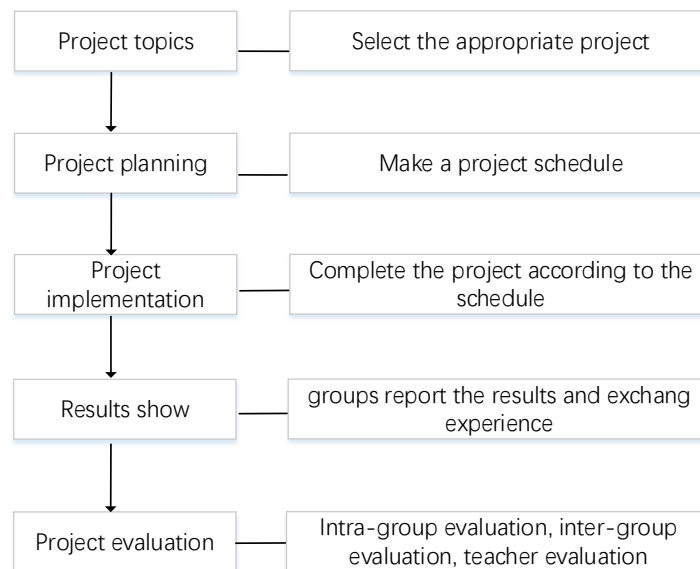 Project topics
Select the appropriate project
Project planning
Make a project schedule
Project
implementation
Complete the project according to the
schedule
Results show
groups report the results and exchang
experience
Project evaluation
Intra-group evaluation, inter-group
evaluation, teacher evaluation